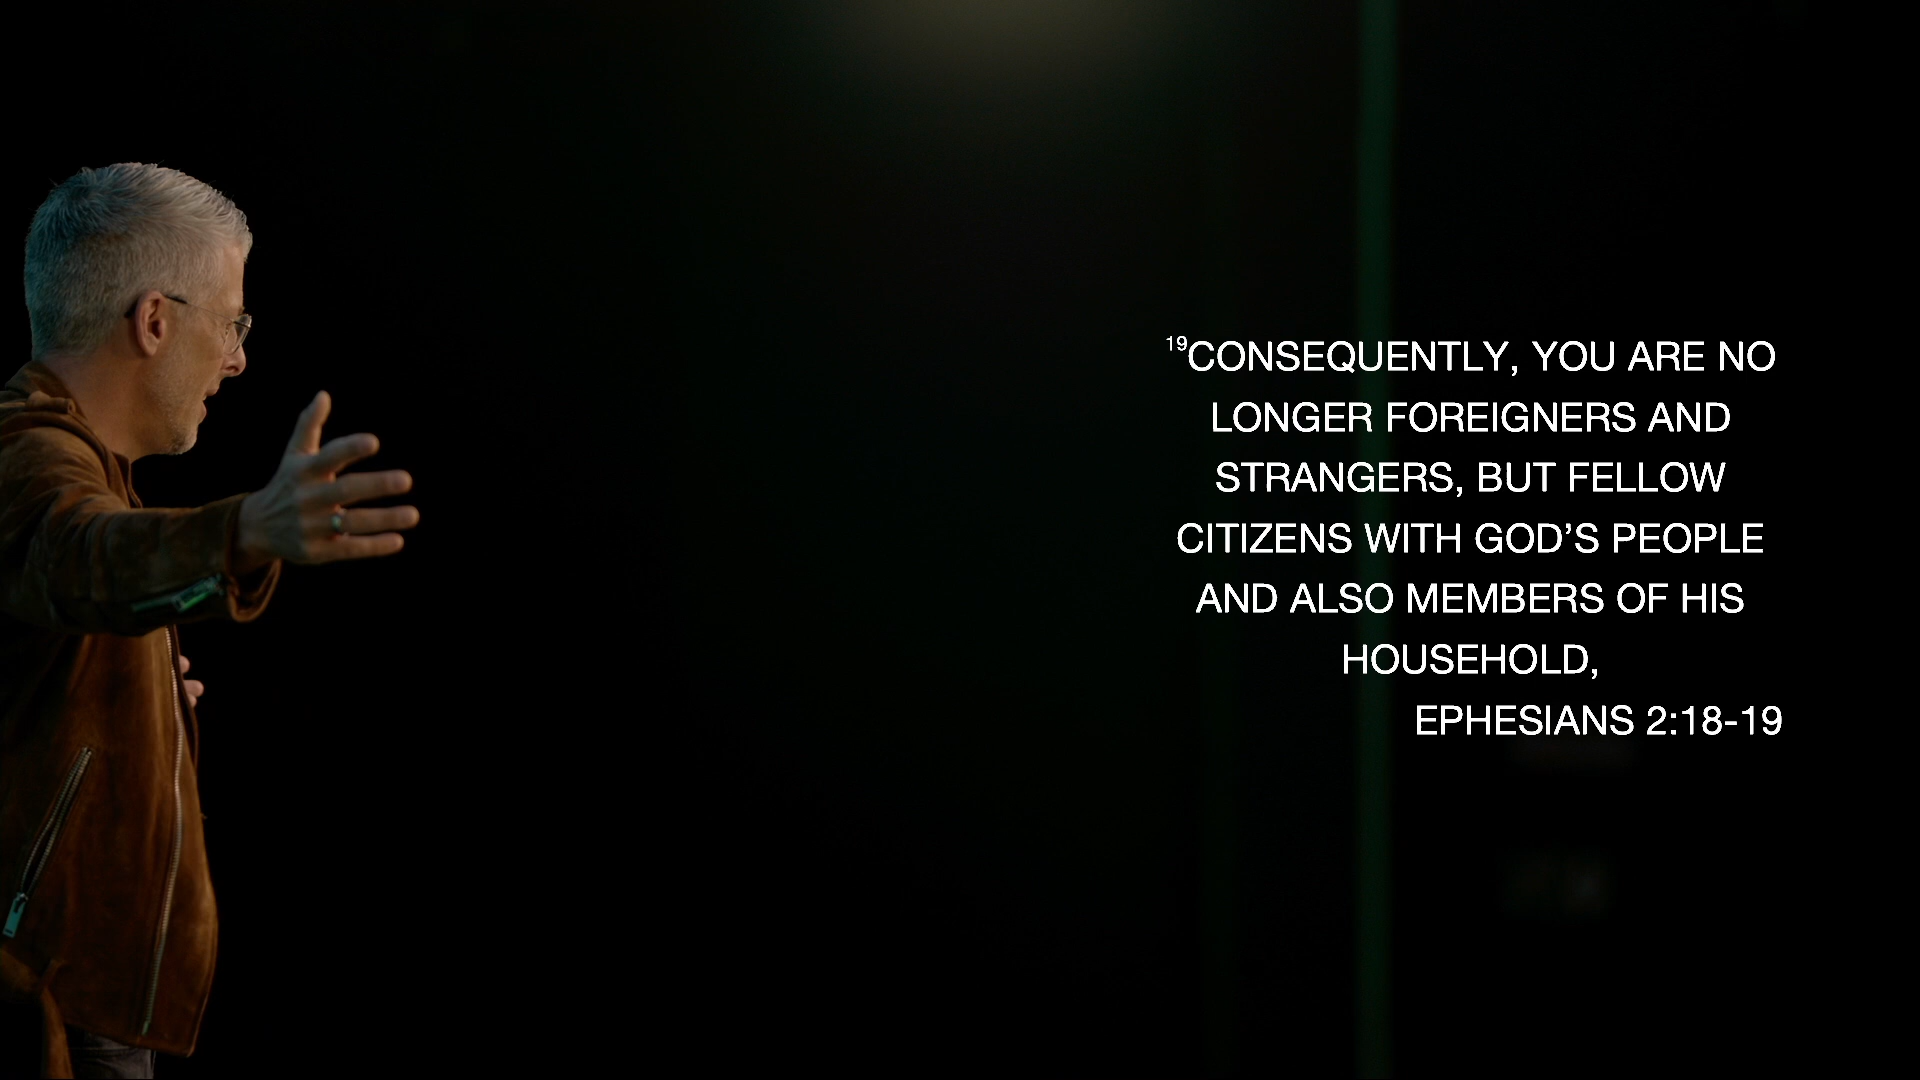 ¹⁹CONSEQUENTLY, YOU ARE NO
LONGER FOREIGNERS AND
STRANGERS, BUT FELLOW
CITIZENS WITH GOD’S PEOPLE
AND ALSO MEMBERS OF HIS
HOUSEHOLD,
EPHESIANS 2:18-19